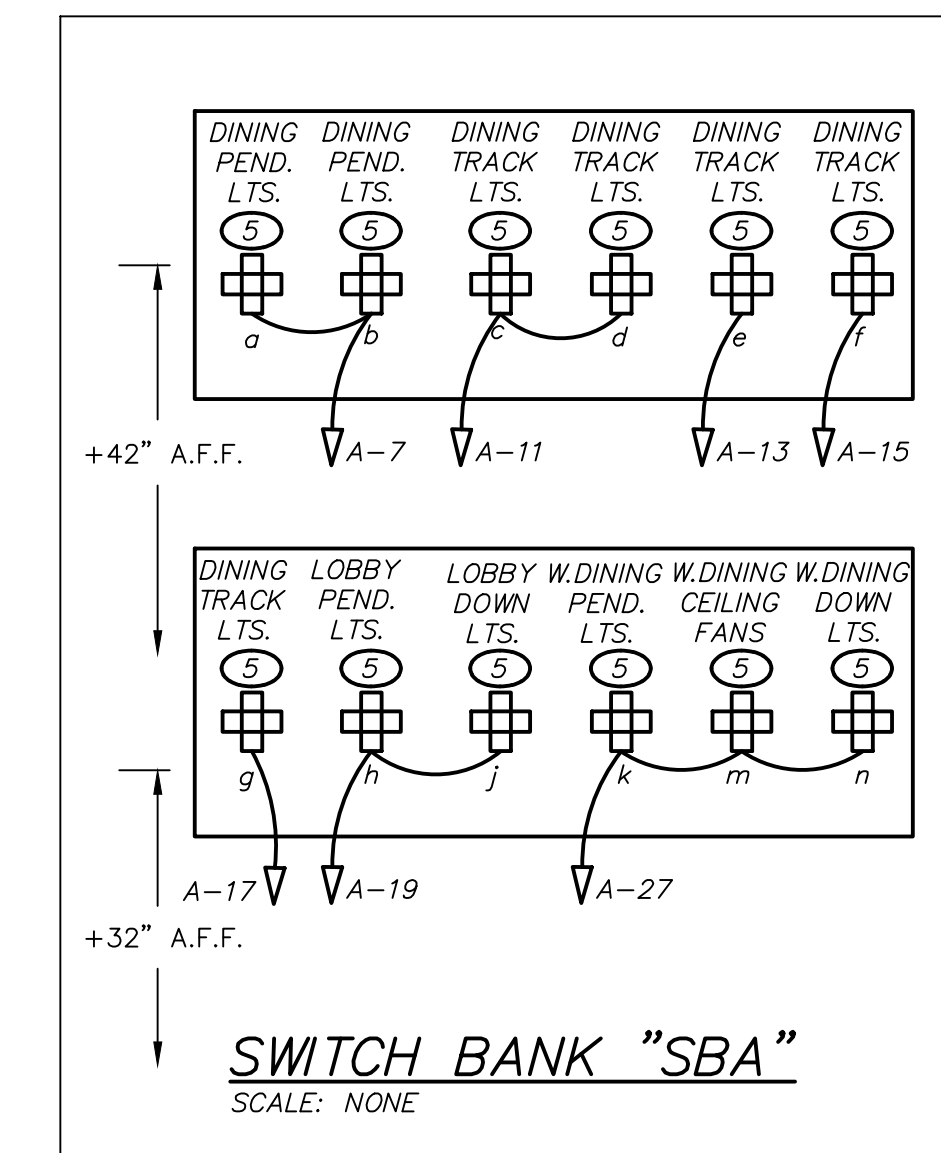 DINING DINING DINING DINING DINING DINING
PEND. PEND. TRACK TRACK TRACK TRACK
LTS. LTS. LTS. LTS. LTS. LTS.
5 5 5 5 5 5
a b c d e f
+42” A.F.F. A-7 A-11 A-13 A-15
DINING LOBBY LOBBY W.DINING W.DINING W.DINING
TRACK PEND. DOWN PEND. CEILING DOWN
LTS. LTS. LTS. LTS. FANS LTS.
5 5 5 5 5 5
g h j k m n
A-17 A-19 A-27
+32” A.F.F.
SWITCH BANK ”SBA”
SCALE: NONE